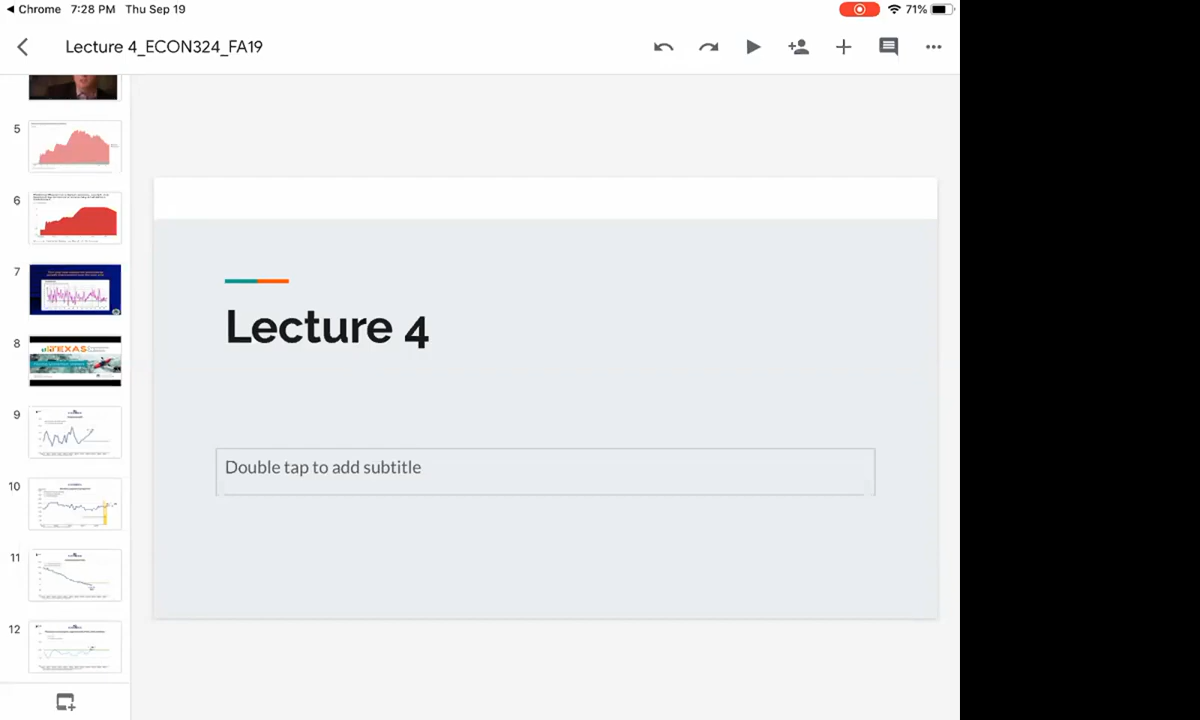 Chrome 7:28 PM Thu Sep 19 71%
Lecture 4_ECON324_FA19
5
6
7
8
TEXAS
9
10
11
12
Lecture 4
Double tap to add subtitle